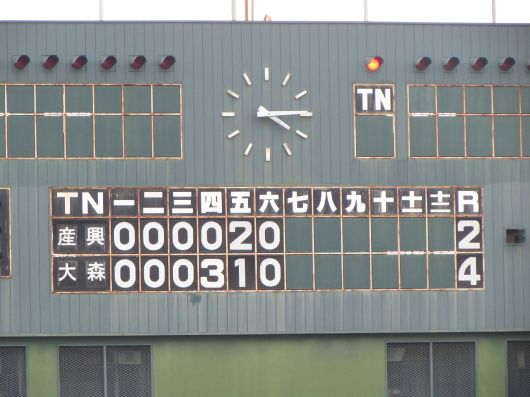 TN
TN 一 二 三 四 五 六 七 八 九 十 士 士 R
産興 0 0 0 0 2 0 2
大森 0 0 0 3 1 0 4